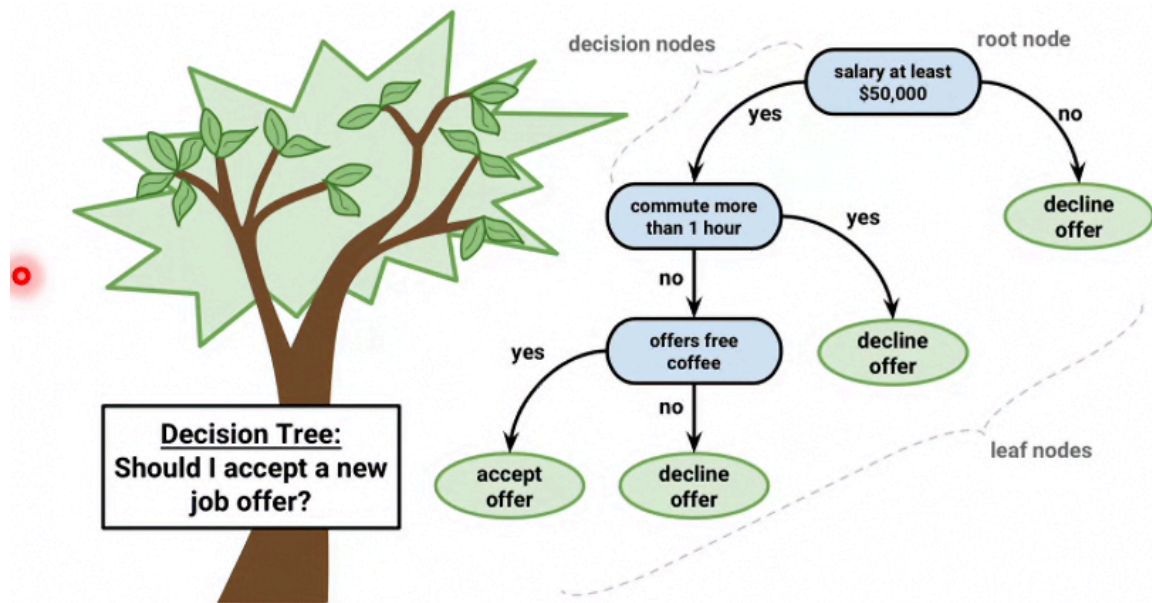 decision nodes
root node
salary at least
$50,000
yes
no
commute more
than 1 hour
yes
decline
offer
no
offers free
coffee
decline
offer
yes
no
leaf nodes
accept
offer
decline
offer
Decision Tree:
Should I accept a new
job offer?